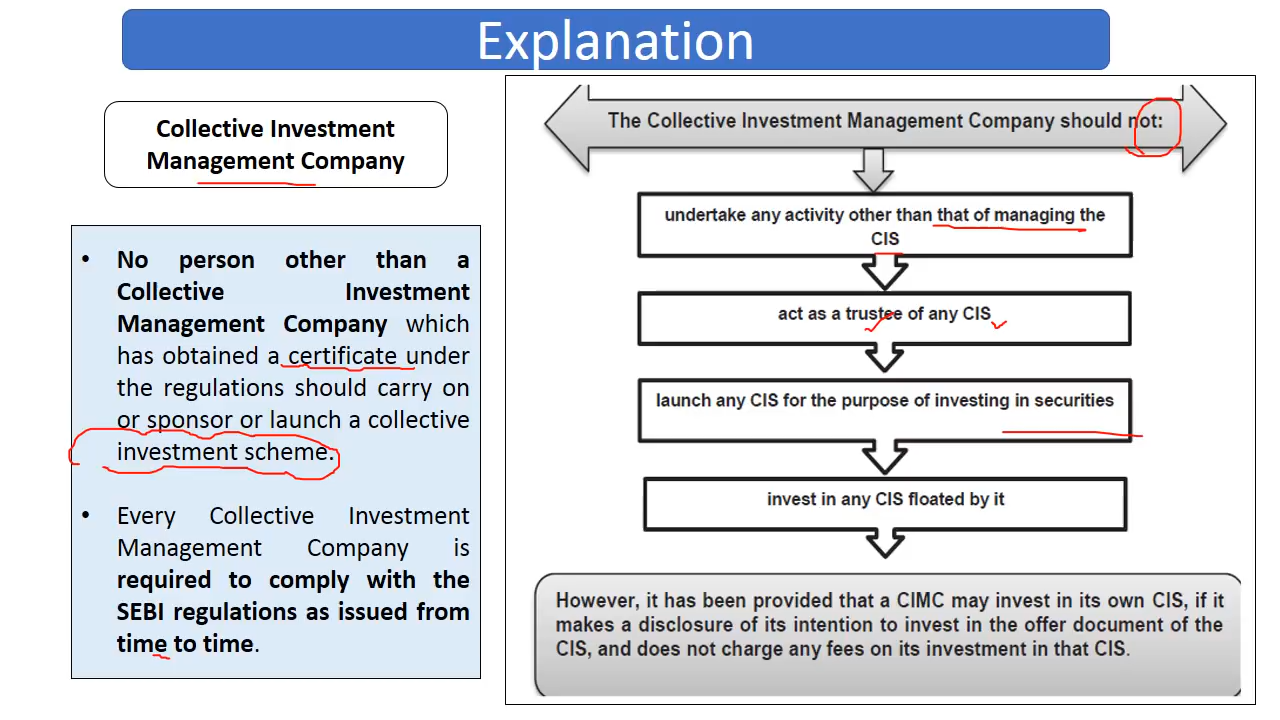 Explanation
Collective Investment
Management Company
• No person other than a
Collective Investment
Management Company which
has obtained a certificate under
the regulations should carry on
or sponsor or launch a collective
investment scheme.
• Every Collective Investment
Management Company is
required to comply with the
SEBI regulations as issued from
time to time.
The Collective Investment Management Company should not:
undertake any activity other than that of managing the
CIS
act as a trustee of any CIS
launch any CIS for the purpose of investing in securities
invest in any CIS floated by it
However, it has been provided that a CIMC may invest in its own CIS, if it
makes a disclosure of its intention to invest in the offer document of the
CIS, and does not charge any fees on its investment in that CIS.